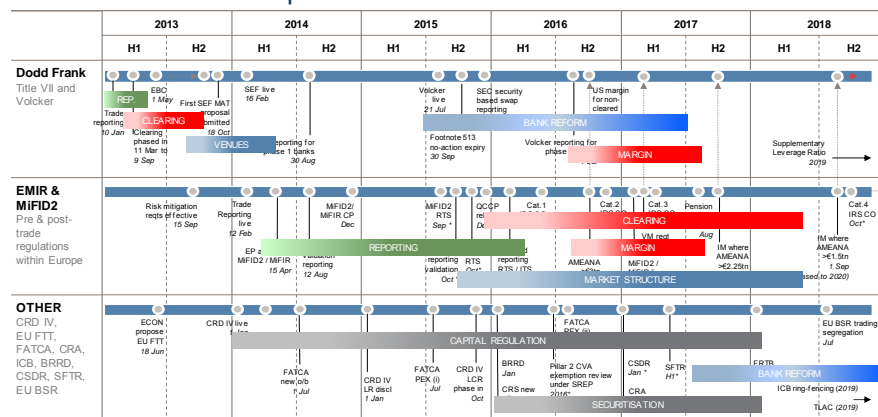 2013 2014 2015 2016 2017 2018
H1 H2 H1 H2 H1 H2 H1 H2 H1 H2 H2
Dodd Frank
Title VII and
Volcker
EBC
1 May
SEF live
16 Feb
Volcker
live
21 Jul
SEC security
based swap
reporting
US margin
for non-
cleared
REP.
Trade
reporting
10 Jan
CLEARING
Clearing
phased in
11 Mar to
9 Sep
First SEF MAT
proposal
18 Oct
VENUES
30 Aug
Footnote 513
no-action expiry
30 Sep
BANK REFORM
Volcker reporting for
MARGIN
Supplementary
Leverage Ratio
2019
EMIR &
MiFID2
Pre & post-
trade
regulations
within Europe
Risk mitigation
reqts effective
15 Sep
Trade
Reporting
live
12 Feb
MiFID2/
MiFIR CP
Dec
MiFID2
RTS
Sep *
QCCP
Cat.1
Cat.2
Cat.3
Pension
Aug
Cat.4
IRS CO
Oct*
CLEARING
REPORTING
MARGIN
VM reqt
MiFID2 / MiFIR
15 Apr
reporting
12 Aug
reporting
validation
Oct *
RTS
Oct*
RTS / ITS
AMEANA
MiFID2 /
IM where
AMEANA
>€2.25tn
IM where
AMEANA
>€1.5tn
1 Sep
MARKET STRUCTURE
OTHER
CRD IV,
EU FTT,
FATCA, CRA,
ICB, BRRD,
CSDR, SFTR,
EU BSR
ECON
propose
EU FTT
18 Jun
CRD IV live
FATCA
PEX (ii)
EU BSR trading
segregation
Jul
CAPITAL REGULATION
FATCA
new o/b
1 Jul
CRD IV
LR discl
1 Jan
FATCA
PEX (i)
Jul
CRD IV
LCR
phase in
Oct
BRRD
Jan
CRS new
Pillar 2 CVA
exemption review
under SREP
2016*
CSDR
Jan *
CRA
SFTR
H1*
FRTB
BANK REFORM
ICB ring-fencing (2019)
SECURITISATION
TLAC (2019)